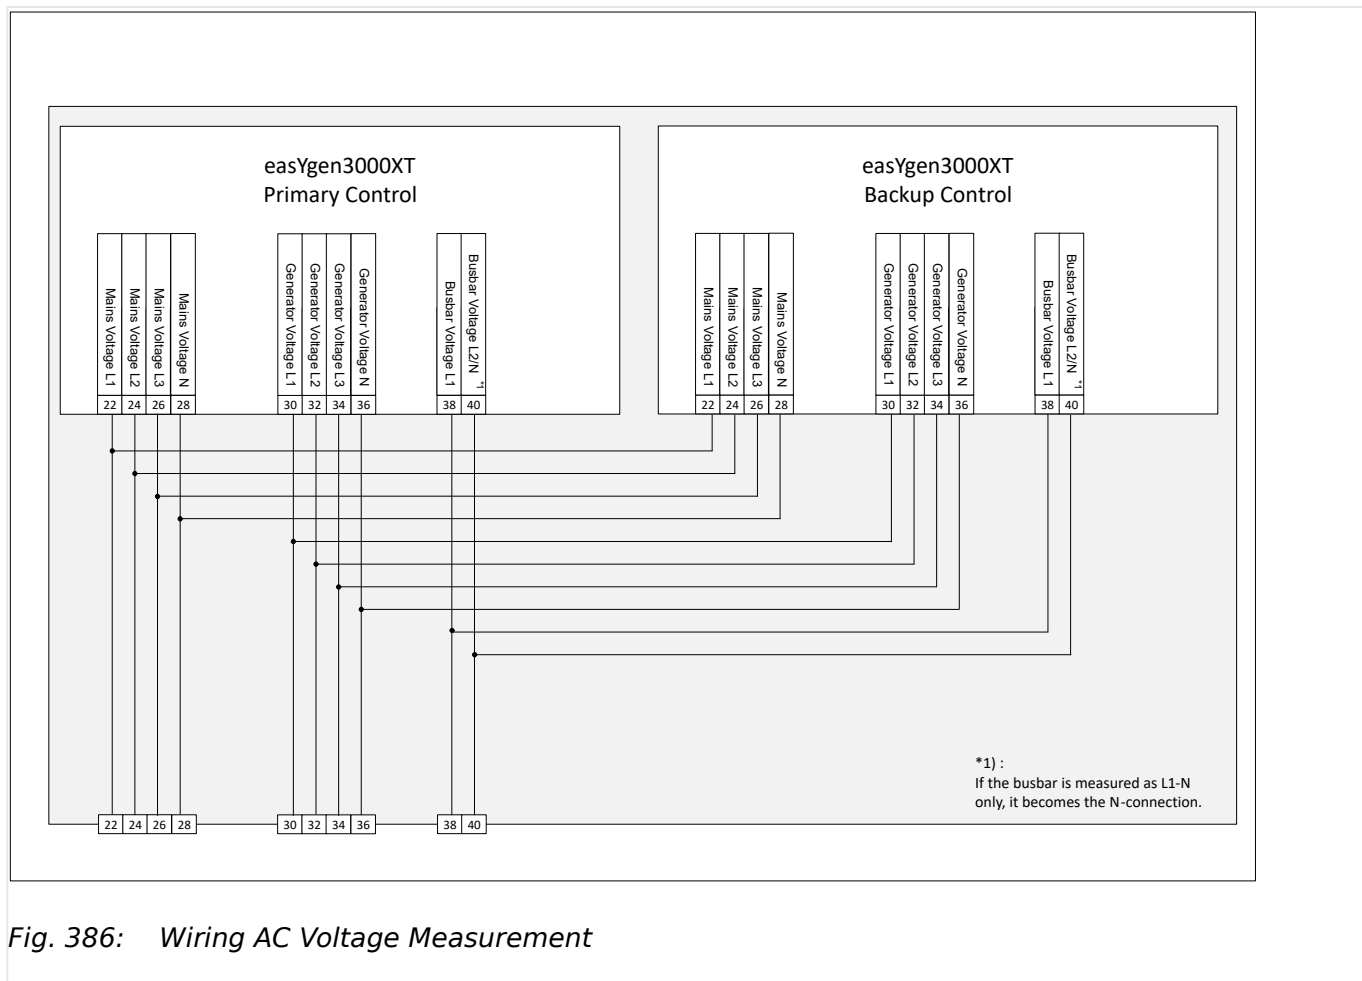 easYgen3000XT
Primary Control
easYgen3000XT
Backup Control
Mains Voltage L1
Mains Voltage L2
Mains Voltage L3
Mains Voltage N
Generator Voltage L1
Generator Voltage L2
Generator Voltage L3
Generator Voltage N
Busbar Voltage L1
Busbar Voltage L2/N *1
Mains Voltage L1
Mains Voltage L2
Mains Voltage L3
Mains Voltage N
Generator Voltage L1
Generator Voltage L2
Generator Voltage L3
Generator Voltage N
Busbar Voltage L1
Busbar Voltage L2/N *1
22 24 26 28 30 32 34 36 38 40 22 24 26 28 30 32 34 36 38 40
*1) :
If the busbar is measured as L1-N
only, it becomes the N-connection.
22 24 26 28 30 32 34 36 38 40
Fig. 386: Wiring AC Voltage Measurement